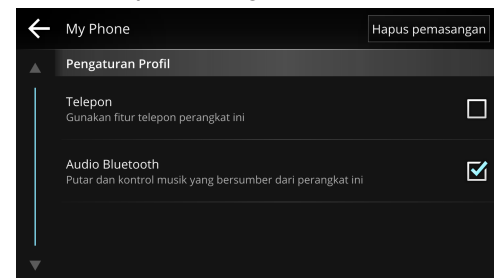 My Phone
Hapus pemasangan
Pengaturan Profil
Telepon
Gunakan fitur telepon perangkat ini
Audio Bluetooth
Putar dan kontrol musik yang bersumber dari perangkat ini